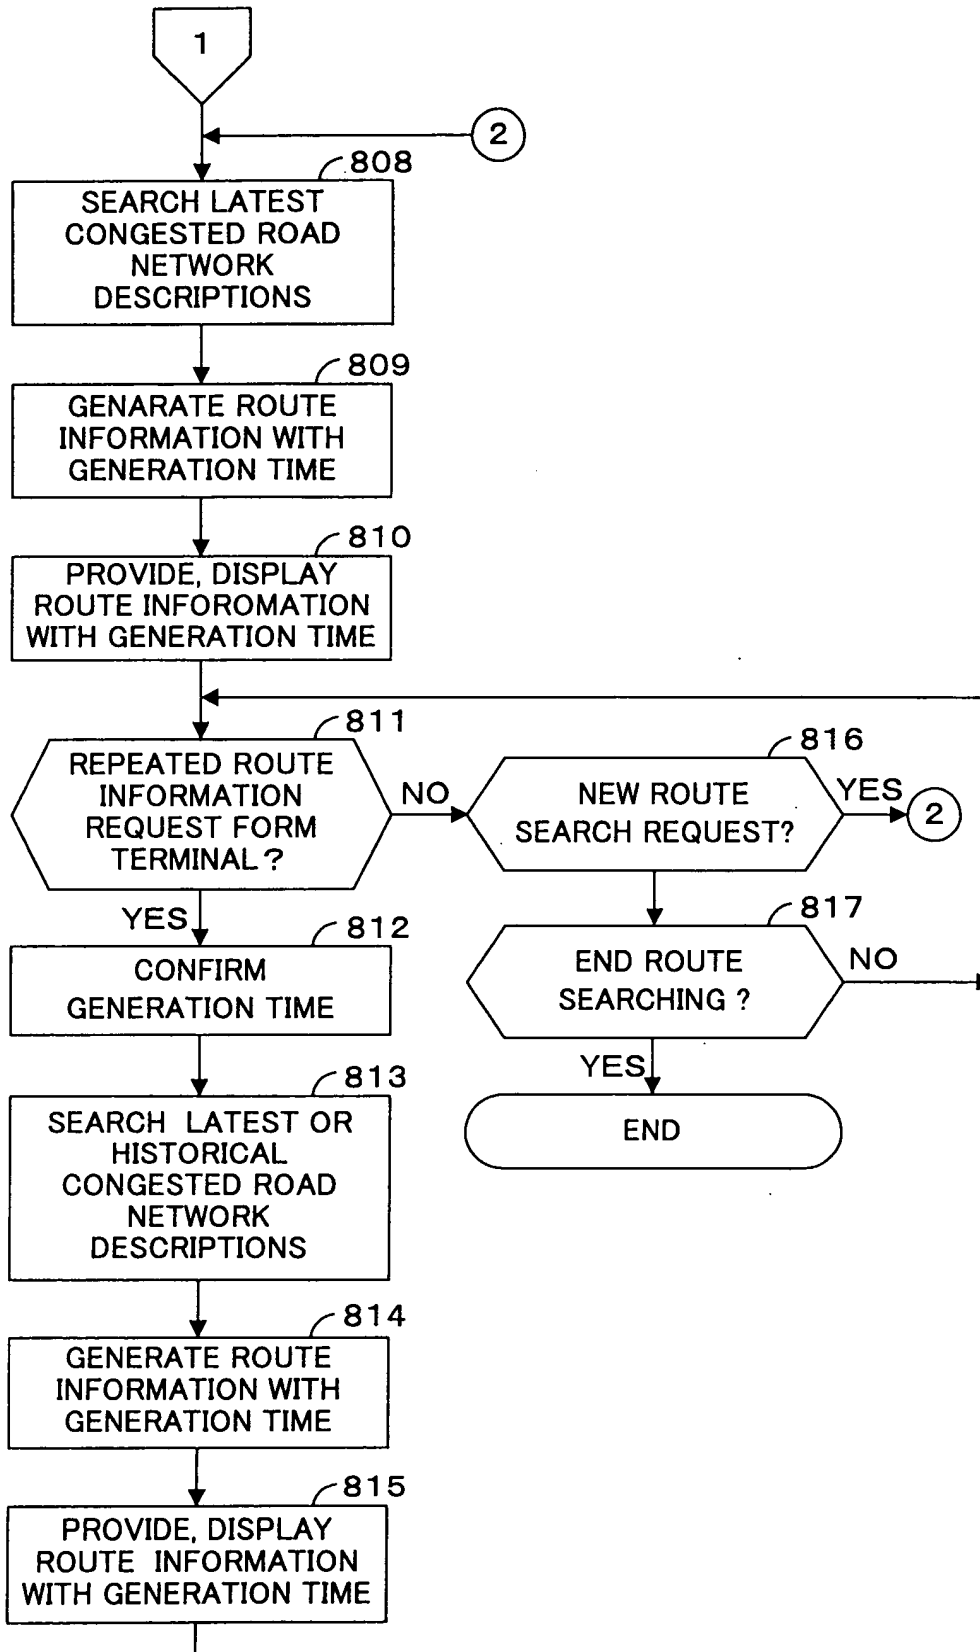 1
2
808
SEARCH LATEST
CONGESTED ROAD
NETWORK
DESCRIPTIONS
809
GENARATE ROUTE
INFORMATION WITH
GENERATION TIME
810
PROVIDE, DISPLAY
ROUTE INFOROMATION
WITH GENERATION TIME
811
REPEATED ROUTE
INFORMATION
REQUEST FORM
TERMINAL?
NO
816
NEW ROUTE
SEARCH REQUEST?
YES
2
817
END ROUTE
SEARCHING ?
NO
YES
END
YES
812
CONFIRM
GENERATION TIME
813
SEARCH LATEST OR
HISTORICAL
CONGESTED ROAD
NETWORK
DESCRIPTIONS
814
GENERATE ROUTE
INFORMATION WITH
GENERATION TIME
815
PROVIDE, DISPLAY
ROUTE INFORMATION
WITH GENERATION TIME